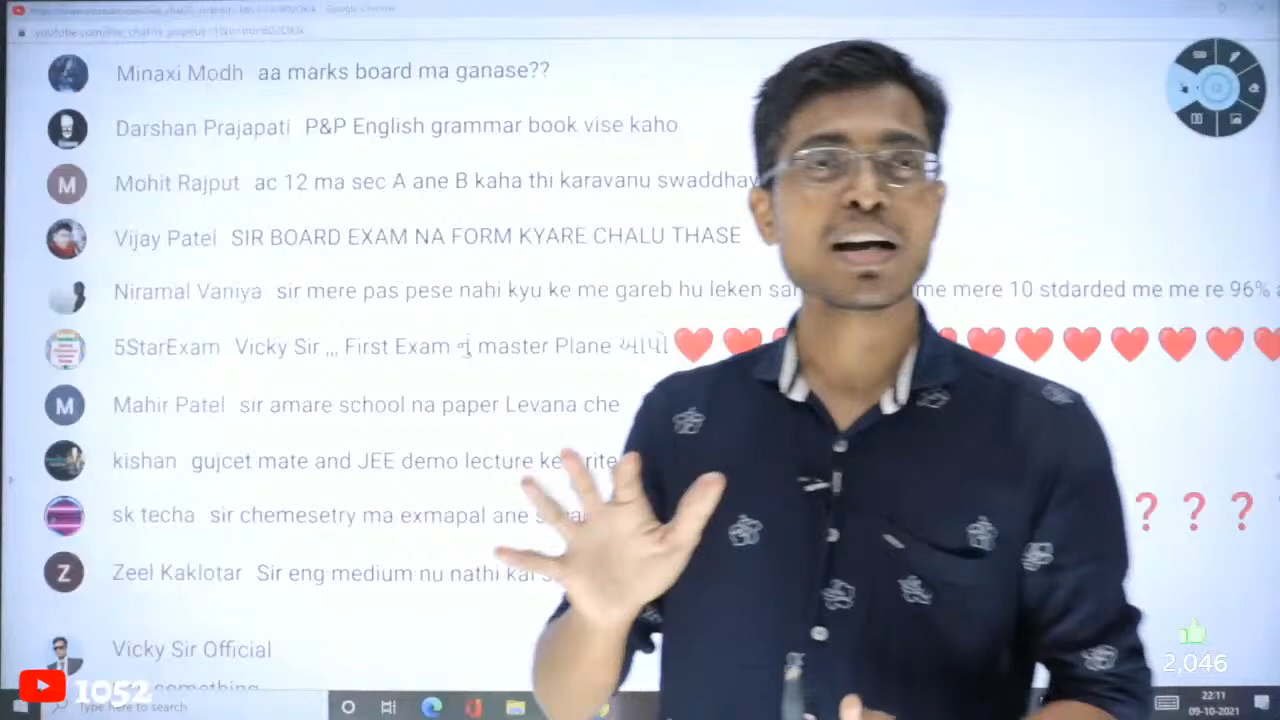 Google Chrome
Minaxi Modh aa marks board ma ganase??
Darshan Prajapati P&P English grammar book vise kaho
M Mohit Rajput ac 12 ma sec A ane B kaha thi karavanu
Vijay Patel SIR BOARD EXAM NA FORM KYARE CHALU THASE
Niramal Vaniya sir mere pas pese nahi kyu ke me gareb hu leken me mere 10 stdarded me me re 96%
5StarExam Vicky Sir ,,, First Exam નું master Plane આપો ❤️ ❤️ ❤️ ❤️ ❤️ ❤️ ❤️ ❤️ ❤️ ❤️
M Mahir Patel sir amare school na paper Levana che
kishan gujcet mate and JEE demo lecture
sk techa sir chemesetry ma exmapal ane ❓ ❓ ❓
Z Zeel Kaklotar Sir eng medium nu nathi
Vicky Sir Official
something
2,046
1052
Type here to search
22:11
09-10-2021